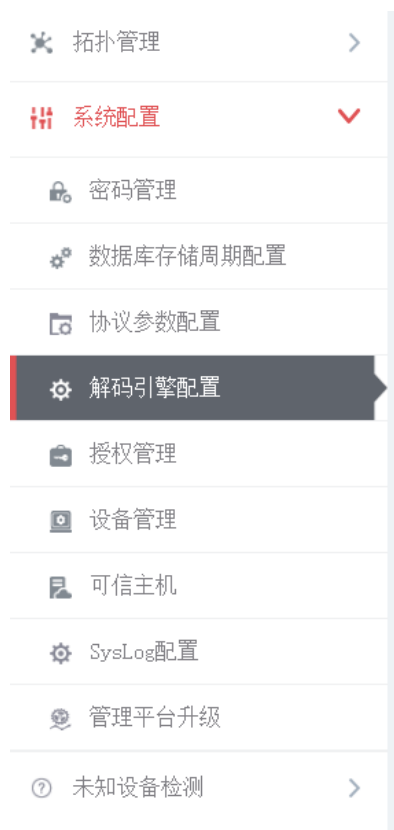 拓扑管理
系统配置
密码管理
数据库存储周期配置
协议参数配置
解码引擎配置
授权管理
设备管理
可信主机
SysLog配置
管理平台升级
未知设备检测